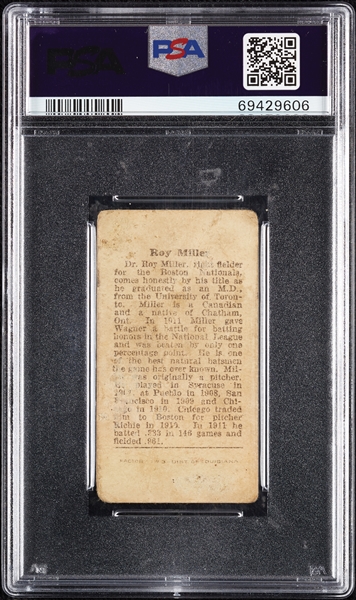 PSA
PSA
69429606
Roy Mille
Dr. Roy Miller, right fielder
for the Boston Nationals,
comes honestly by his title as
he graduated as an M.D.,
from the University of Toron-
to. Miller is a Canadian
and a native of Chatham,
Ont. In 1911 Miller gave
Wagner a battle for batting
honors in the National League
and was beaten by only one
percentage point. He is one
of the best natural batsmen
the game has ever known. Mil-
was originally a pitcher.
played in Syracuse in
at Pueblo in 1908, San
Francisco in 1909 and Chi-
in 1910. Chicago traded
to Boston for pitcher
Richie in 1910. In 1911 he
batted .333 in 146 games and
fielded .961.